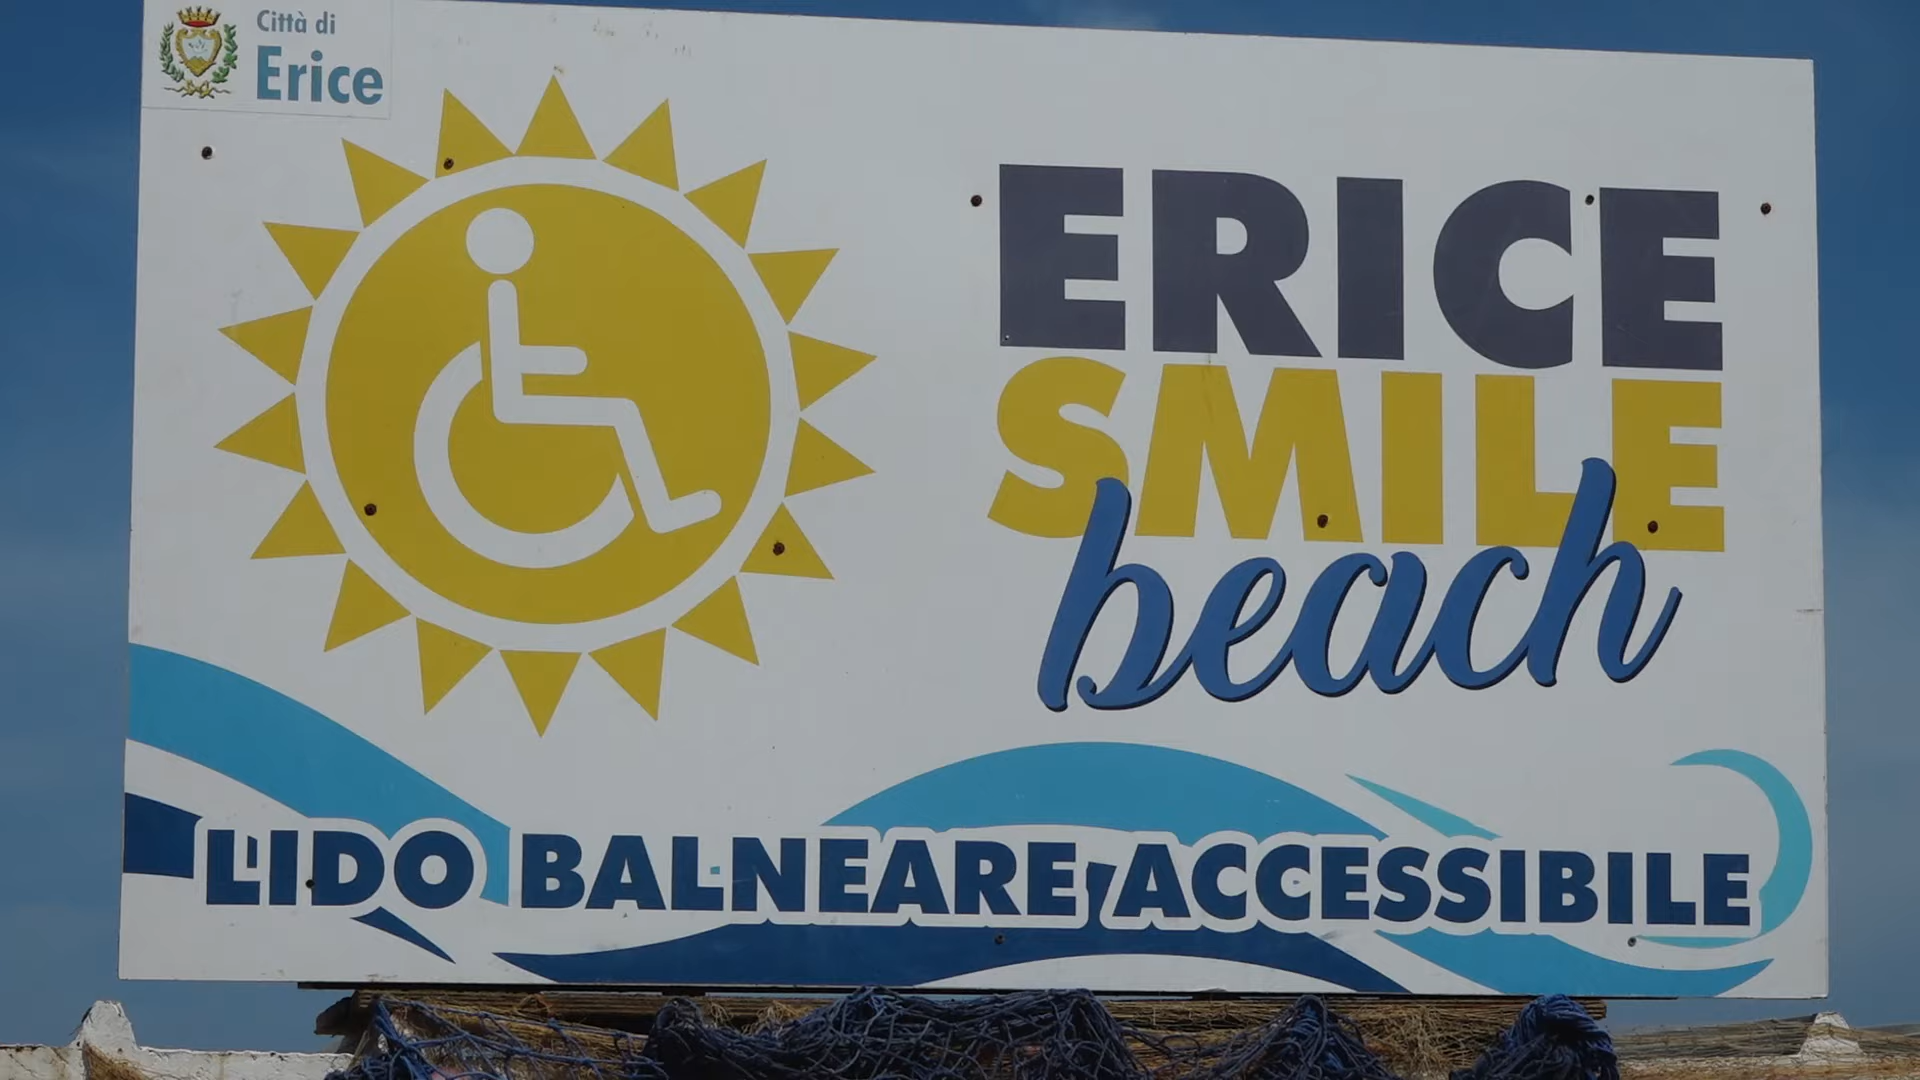 Città di
Erice
ERICE
SMILE
beach
LIDO BALNEARE ACCESSIBILE